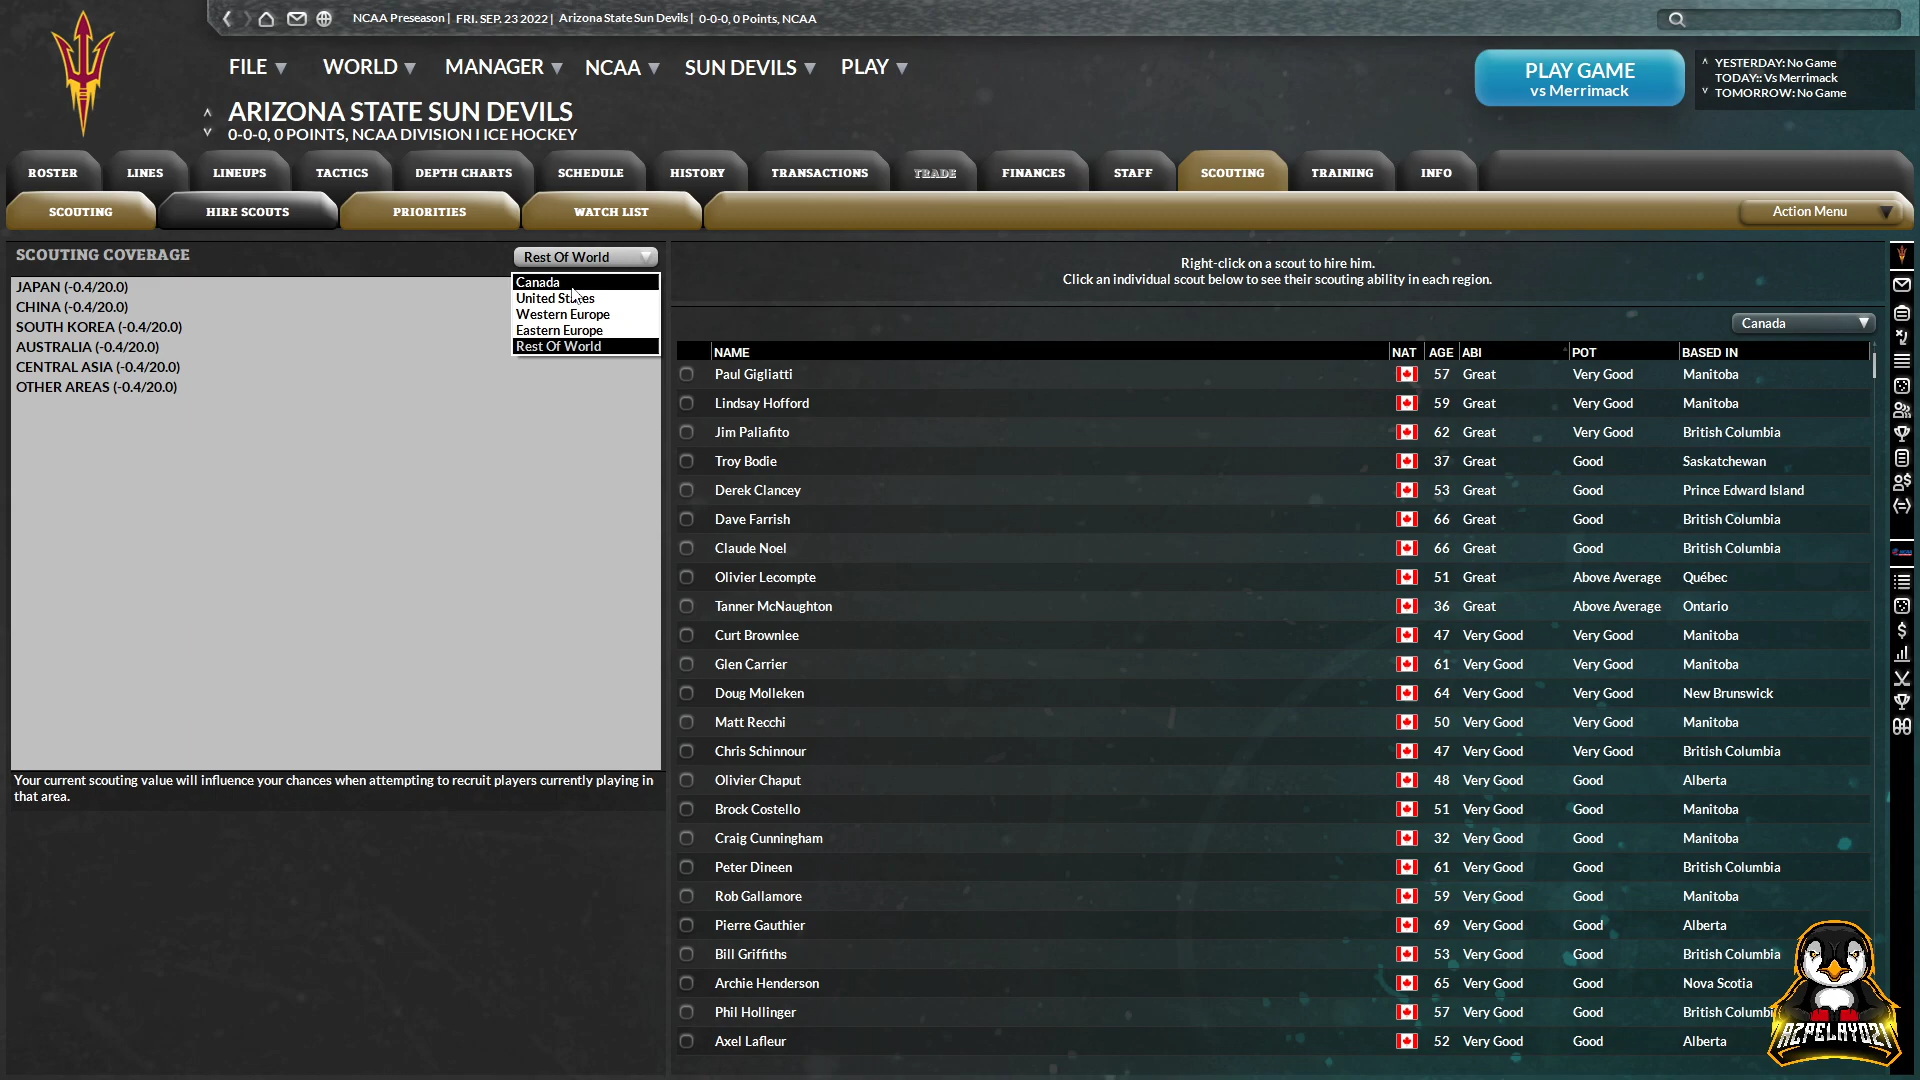 NCAA Preseason | FRI. SEP. 23 2022 | Arizona State Sun Devils | 0-0-0, 0 Points, NCAA
FILE WORLD MANAGER NCAA SUN DEVILS PLAY
PLAY GAME
vs Merrimack
YESTERDAY: No Game
TODAY:: Vs Merrimack
TOMORROW: No Game
ARIZONA STATE SUN DEVILS
0-0-0, 0 POINTS, NCAA DIVISION I ICE HOCKEY
ROSTER LINES LINEUPS TACTICS DEPTH CHARTS SCHEDULE HISTORY TRANSACTIONS TRADE FINANCES STAFF SCOUTING TRAINING INFO
SCOUTING HIRE SCOUTS PRIORITIES WATCH LIST Action Menu
SCOUTING COVERAGE
Rest Of World
Canada
United States
Western Europe
Eastern Europe
Rest Of World
JAPAN (-0.4/20.0)
CHINA (-0.4/20.0)
SOUTH KOREA (-0.4/20.0)
AUSTRALIA (-0.4/20.0)
CENTRAL ASIA (-0.4/20.0)
OTHER AREAS (-0.4/20.0)
Your current scouting value will influence your chances when attempting to recruit players currently playing in
that area.
Right-click on a scout to hire him.
Click an individual scout below to see their scouting ability in each region.
Canada
NAME NAT AGE ABI POT BASED IN
Paul Gigliatti 57 Great Very Good Manitoba
Lindsay Hofford 59 Great Very Good Manitoba
Jim Paliafito 62 Great Very Good British Columbia
Troy Bodie 37 Great Good Saskatchewan
Derek Clancey 53 Great Good Prince Edward Island
Dave Farrish 66 Great Good British Columbia
Claude Noel 66 Great Good British Columbia
Olivier Lecompte 51 Great Above Average Québec
Tanner McNaughton 36 Great Above Average Ontario
Curt Brownlee 47 Very Good Very Good Manitoba
Glen Carrier 61 Very Good Very Good Manitoba
Doug Molleken 64 Very Good Very Good New Brunswick
Matt Recchi 50 Very Good Very Good Manitoba
Chris Schinnour 47 Very Good Very Good British Columbia
Olivier Chaput 48 Very Good Good Alberta
Brock Costello 51 Very Good Good Manitoba
Craig Cunningham 32 Very Good Good Manitoba
Peter Dineen 61 Very Good Good British Columbia
Rob Gallamore 59 Very Good Good Manitoba
Pierre Gauthier 69 Very Good Good Alberta
Bill Griffiths 53 Very Good Good British Columbia
Archie Henderson 65 Very Good Good Nova Scotia
Phil Hollinger 57 Very Good Good British Columbi
Axel Lafleur 52 Very Good Good Alberta
AZPELAYO21